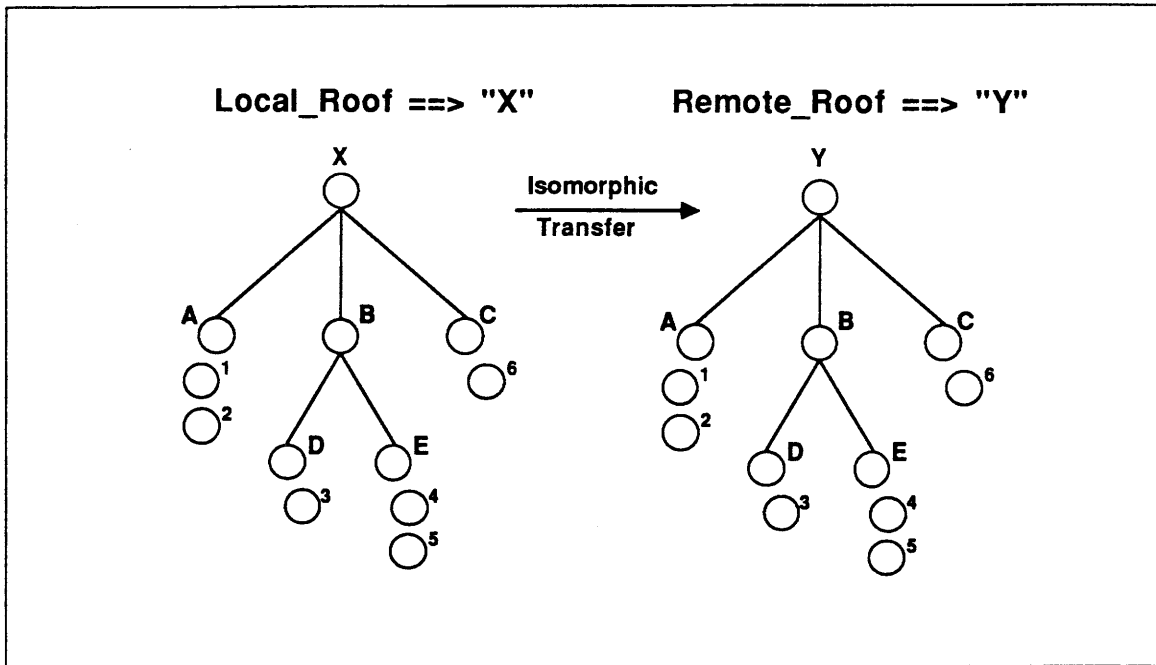 Local_Roof ==> "X"
Remote_Roof ==> "Y"
X
Y
Isomorphic
Transfer
A
B
C
1
2
6
D
E
3
4
5
A
B
C
1
2
6
D
E
3
4
5